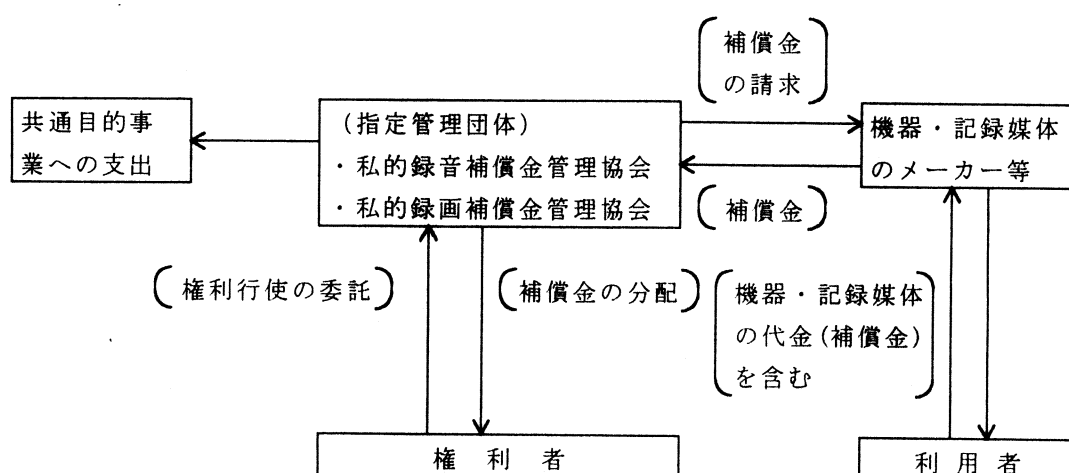 補償金
の請求
共通目的事
業への支出
(指定管理団体)
・私的録音補償金管理協会
・私的録画補償金管理協会
機器・記録媒体
のメーカー等
補償金
権利行使の委託
補償金の分配
機器・記録媒体
の代金(補償金)
を含む
権利者
利用者